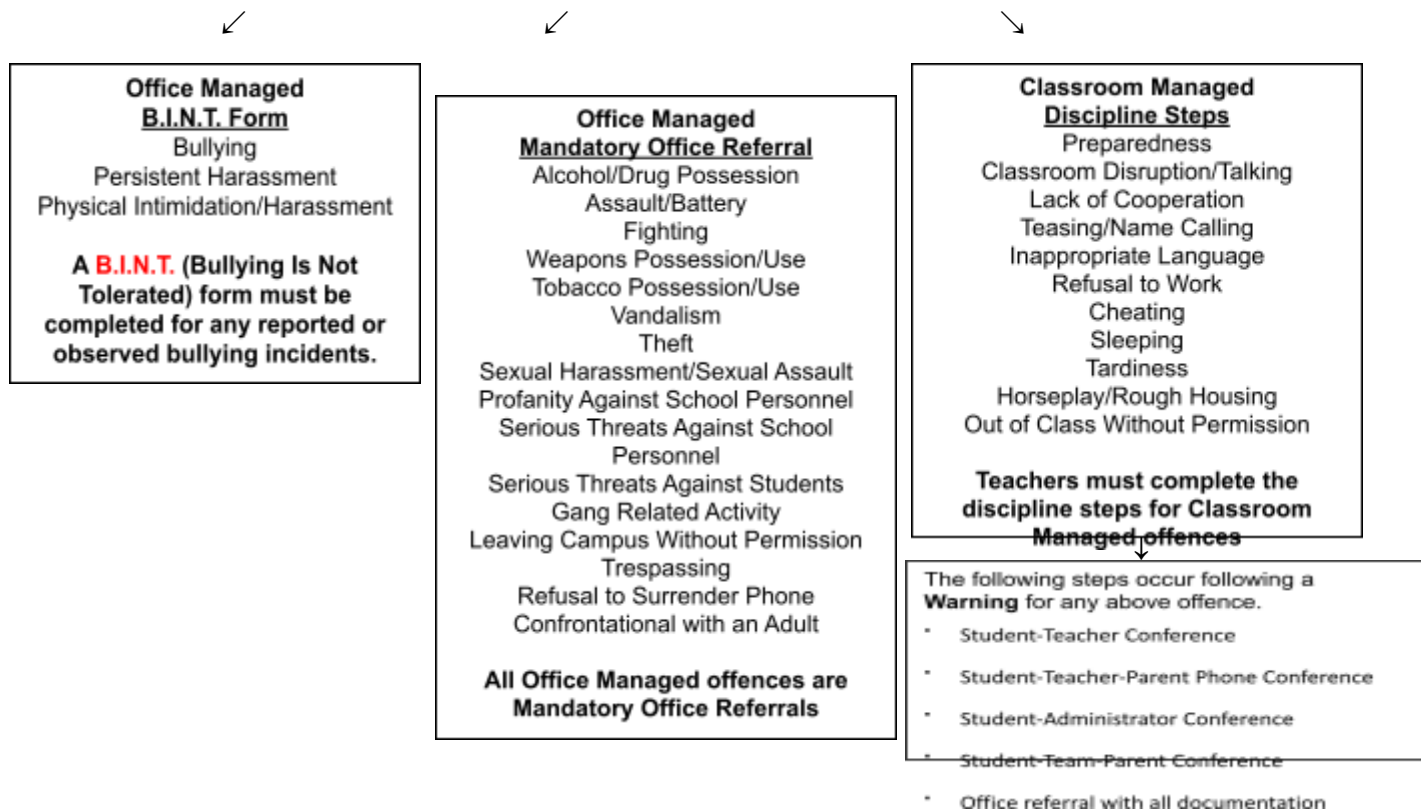 Office Managed
B.I.N.T. Form
Bullying
Persistent Harassment
Physical Intimidation/Harassment
A B.I.N.T. (Bullying Is Not
Tolerated) form must be
completed for any reported or
observed bullying incidents.
Office Managed
Mandatory Office Referral
Alcohol/Drug Possession
Assault/Battery
Fighting
Weapons Possession/Use
Tobacco Possession/Use
Vandalism
Theft
Sexual Harassment/Sexual Assault
Profanity Against School Personnel
Serious Threats Against School
Personnel
Serious Threats Against Students
Gang Related Activity
Leaving Campus Without Permission
Trespassing
Refusal to Surrender Phone
Confrontational with an Adult
All Office Managed offences are
Mandatory Office Referrals
Classroom Managed
Discipline Steps
Preparedness
Classroom Disruption/Talking
Lack of Cooperation
Teasing/Name Calling
Inappropriate Language
Refusal to Work
Cheating
Sleeping
Tardiness
Horseplay/Rough Housing
Out of Class Without Permission
Teachers must complete the
discipline steps for Classroom
Managed offences
The following steps occur following a
Warning for any above offence.
- Student-Teacher Conference
- Student-Teacher-Parent Phone Conference
- Student-Administrator Conference
- Student-Team-Parent Conference
- Office referral with all documentation